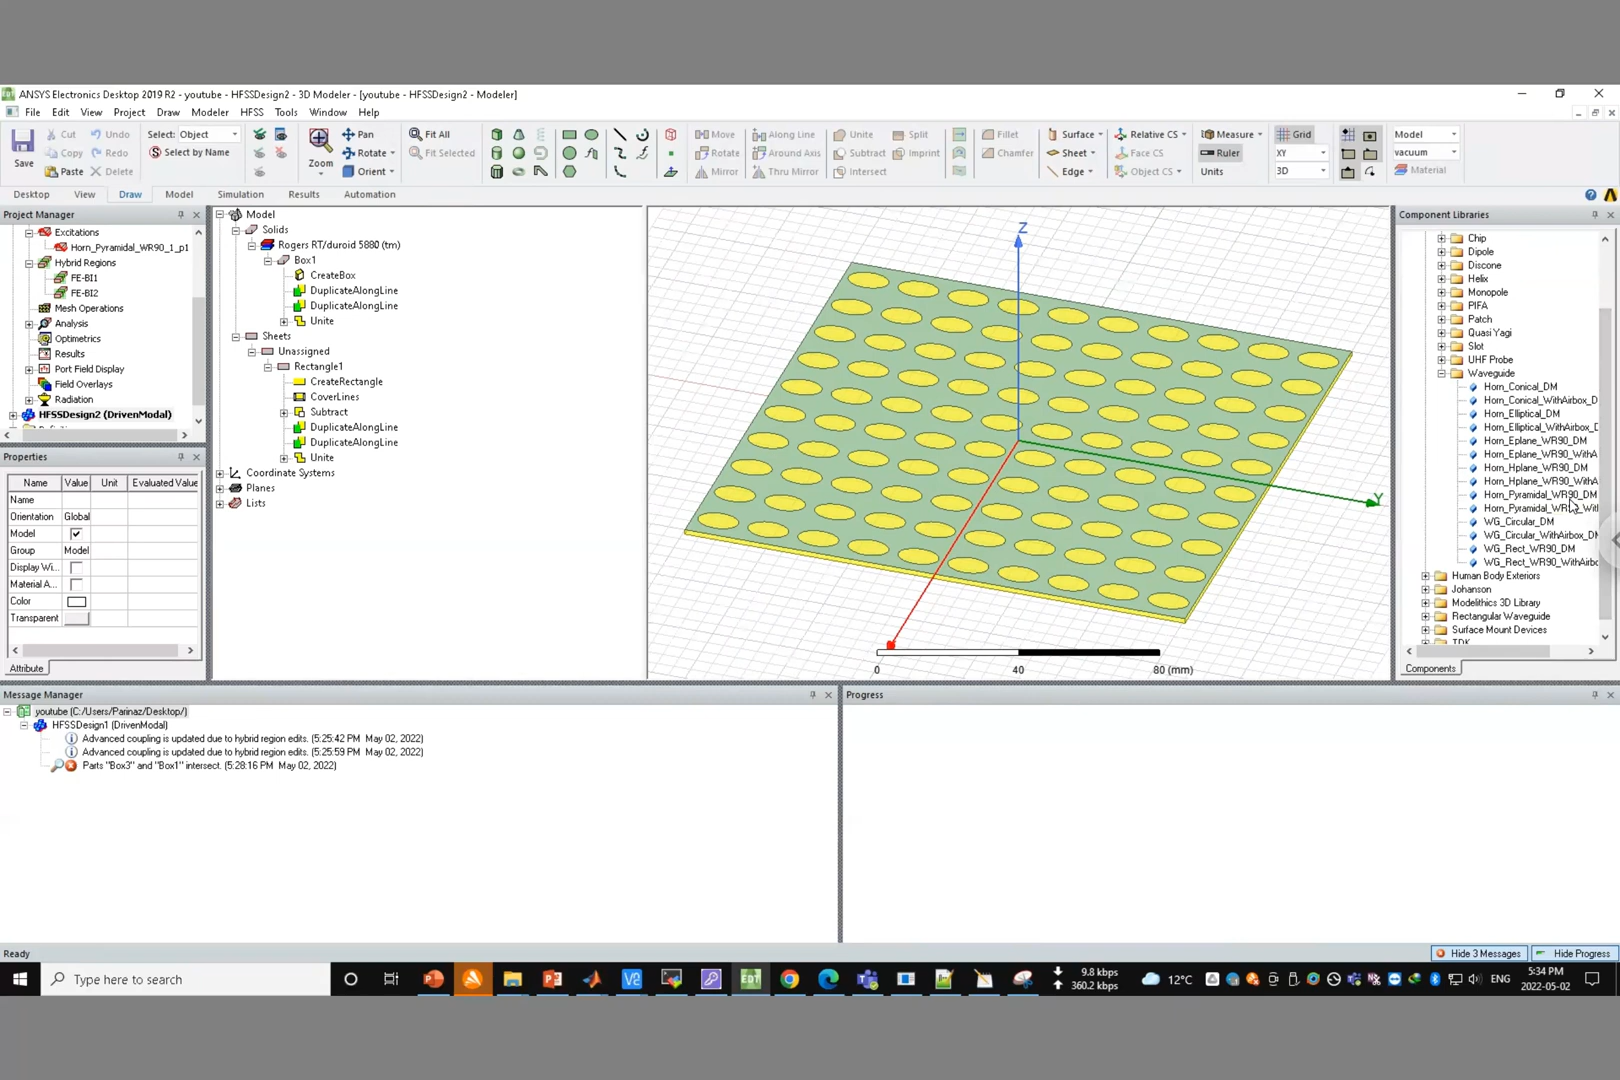 ANSYS Electronics Desktop 2019 R2 - youtube - HFSSDesign2 - 3D Modeler - [youtube - HFSSDesign2 - Modeler]
File Edit View Project Draw Modeler HFSS Tools Window Help
Save
Cut
Copy
Paste
Undo
Redo
Delete
Select: Object
Select by Name
Zoom
Pan
Rotate
Orient
Fit All
Fit Selected
Move
Rotate
Mirror
Along Line
Around Axis
Thru Mirror
Unite
Subtract
Intersect
Split
Imprint
Fillet
Chamfer
Surface
Sheet
Edge
Relative CS
Face CS
Object CS
Measure
Ruler
Units
Grid
XY
3D
Model
vacuum
Material
Desktop View Draw Model Simulation Results Automation
Project Manager
Excitations
Horn_Pyramidal_WR90_1_p1
Hybrid Regions
FE-BI1
FE-BI2
Mesh Operations
Analysis
Optimetrics
Results
Port Field Display
Field Overlays
Radiation
HFSSDesign2 (DrivenModal)
Properties
Name Value Unit Evaluated Value
Name
Orientation Global
Model
Group Model
Display Wi...
Material A...
Color
Transparent
Attribute
Model
Solids
Rogers RT/duroid 5880 (tm)
Box1
CreateBox
DuplicateAlongLine
DuplicateAlongLine
Unite
Sheets
Unassigned
Rectangle1
CreateRectangle
CoverLines
Subtract
DuplicateAlongLine
DuplicateAlongLine
Unite
Coordinate Systems
Planes
Lists
Z
Y
0 40 80 (mm)
Component Libraries
Chip
Dipole
Discone
Helix
Monopole
PIFA
Patch
Quasi Yagi
Slot
UHF Probe
Waveguide
Horn_Conical_DM
Horn_Conical_WithAirbox_D
Horn_Elliptical_DM
Horn_Elliptical_WithAirbox_D
Horn_Eplane_WR90_DM
Horn_Eplane_WR90_WithA
Horn_Hplane_WR90_DM
Horn_Hplane_WR90_WithA
Horn_Pyramidal_WR90_DM
Horn_Pyramidal_WR90_With
WG_Circular_DM
WG_Circular_WithAirbox_DM
WG_Rect_WR90_DM
WG_Rect_WR90_WithAirbo
Human Body Exteriors
Johanson
Modelithics 3D Library
Rectangular Waveguide
Surface Mount Devices
TDK
Components
Message Manager
youtube (C:/Users/Parinaz/Desktop/)
HFSSDesign1 (DrivenModal)
Advanced coupling is updated due to hybrid region edits. (5:25:42 PM May 02, 2022)
Advanced coupling is updated due to hybrid region edits. (5:25:59 PM May 02, 2022)
Parts "Box3" and "Box1" intersect. (5:28:16 PM May 02, 2022)
Progress
Ready
Hide 3 Messages
Hide Progress
Type here to search
9.8 kbps
360.2 kbps
12°C
ENG
5:34 PM
2022-05-02